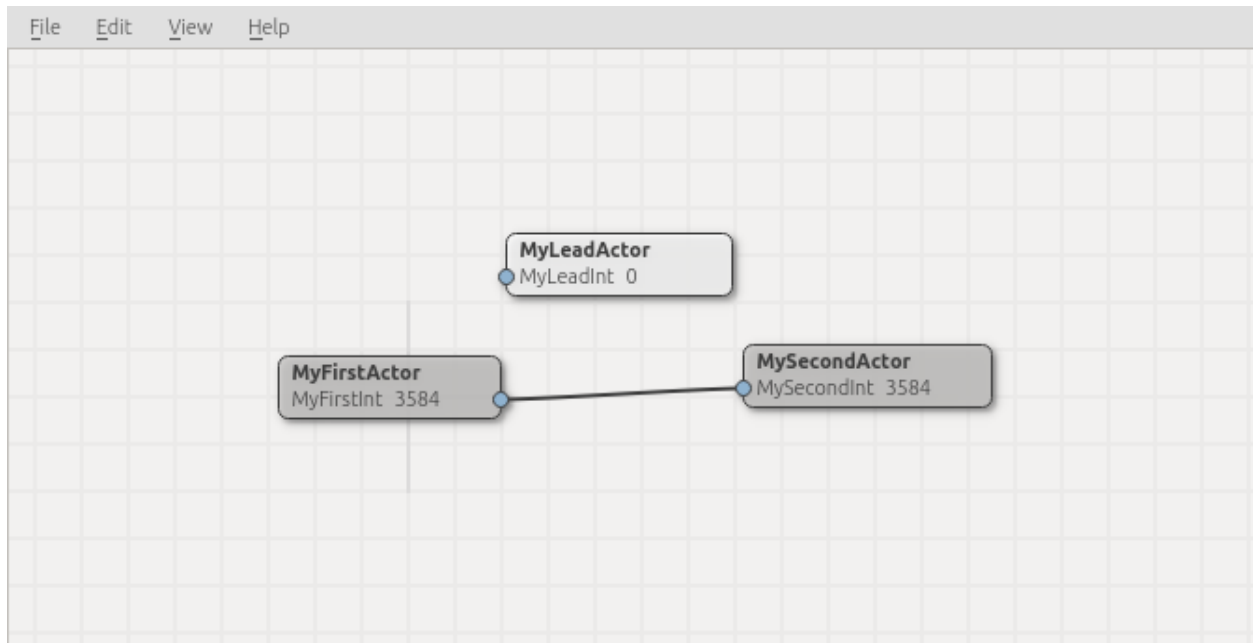 File Edit View Help
MyLeadActor
MyLeadInt 0
MyFirstActor
MyFirstInt 3584
MySecondActor
MySecondInt 3584